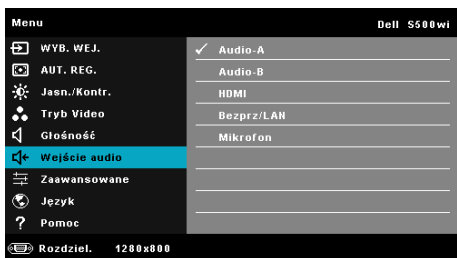 Menu Dell S500wi
WYB. WEJ.
AUT. REG.
Jasn./Kontr.
Tryb Video
Głośność
Wejście audio
Zaawansowane
Język
? Pomoc
✓ Audio-A
Audio-B
HDMI
Bezprz/LAN
Mikrofon
Rozdziel. 1280x800